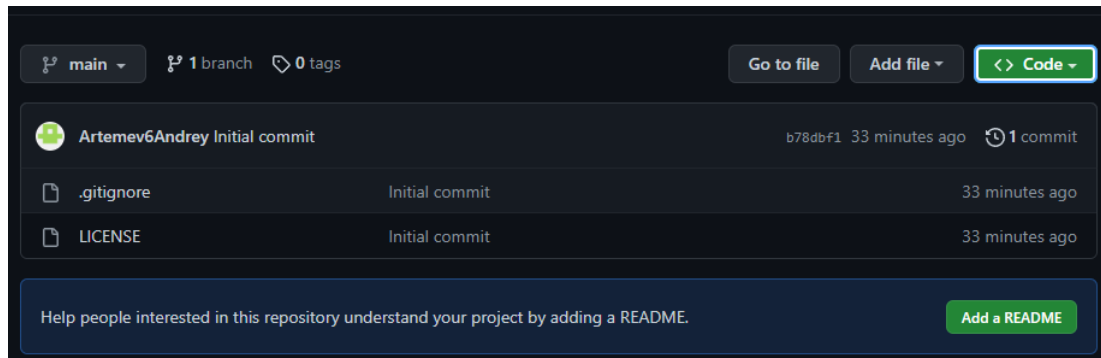 main 1 branch 0 tags Go to file Add file <> Code
Artemev6Andrey Initial commit b78dbf1 33 minutes ago 1 commit
.gitignore Initial commit 33 minutes ago
LICENSE Initial commit 33 minutes ago
Help people interested in this repository understand your project by adding a README. Add a README